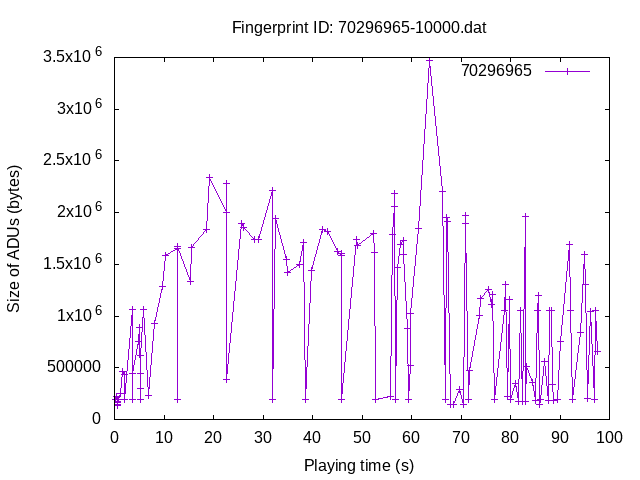 Fingerprint ID: 70296965-10000.dat
70296965
3.5x10^6
3x10^6
2.5x10^6
2x10^6
1.5x10^6
1x10^6
500000
0
Size of ADUs (bytes)
0 10 20 30 40 50 60 70 80 90 100
Playing time (s)